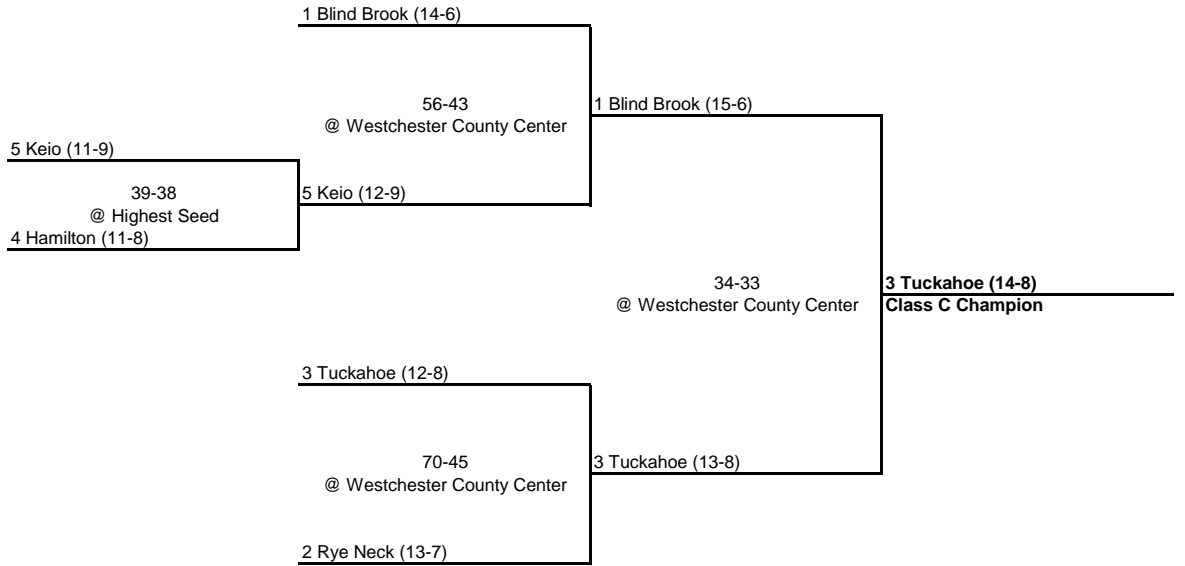 1 Blind Brook (14-6)
56-43
@ Westchester County Center
1 Blind Brook (15-6)
5 Keio (11-9)
39-38
@ Highest Seed
5 Keio (12-9)
4 Hamilton (11-8)
34-33
@ Westchester County Center
3 Tuckahoe (14-8)
Class C Champion
3 Tuckahoe (12-8)
70-45
@ Westchester County Center
3 Tuckahoe (13-8)
2 Rye Neck (13-7)